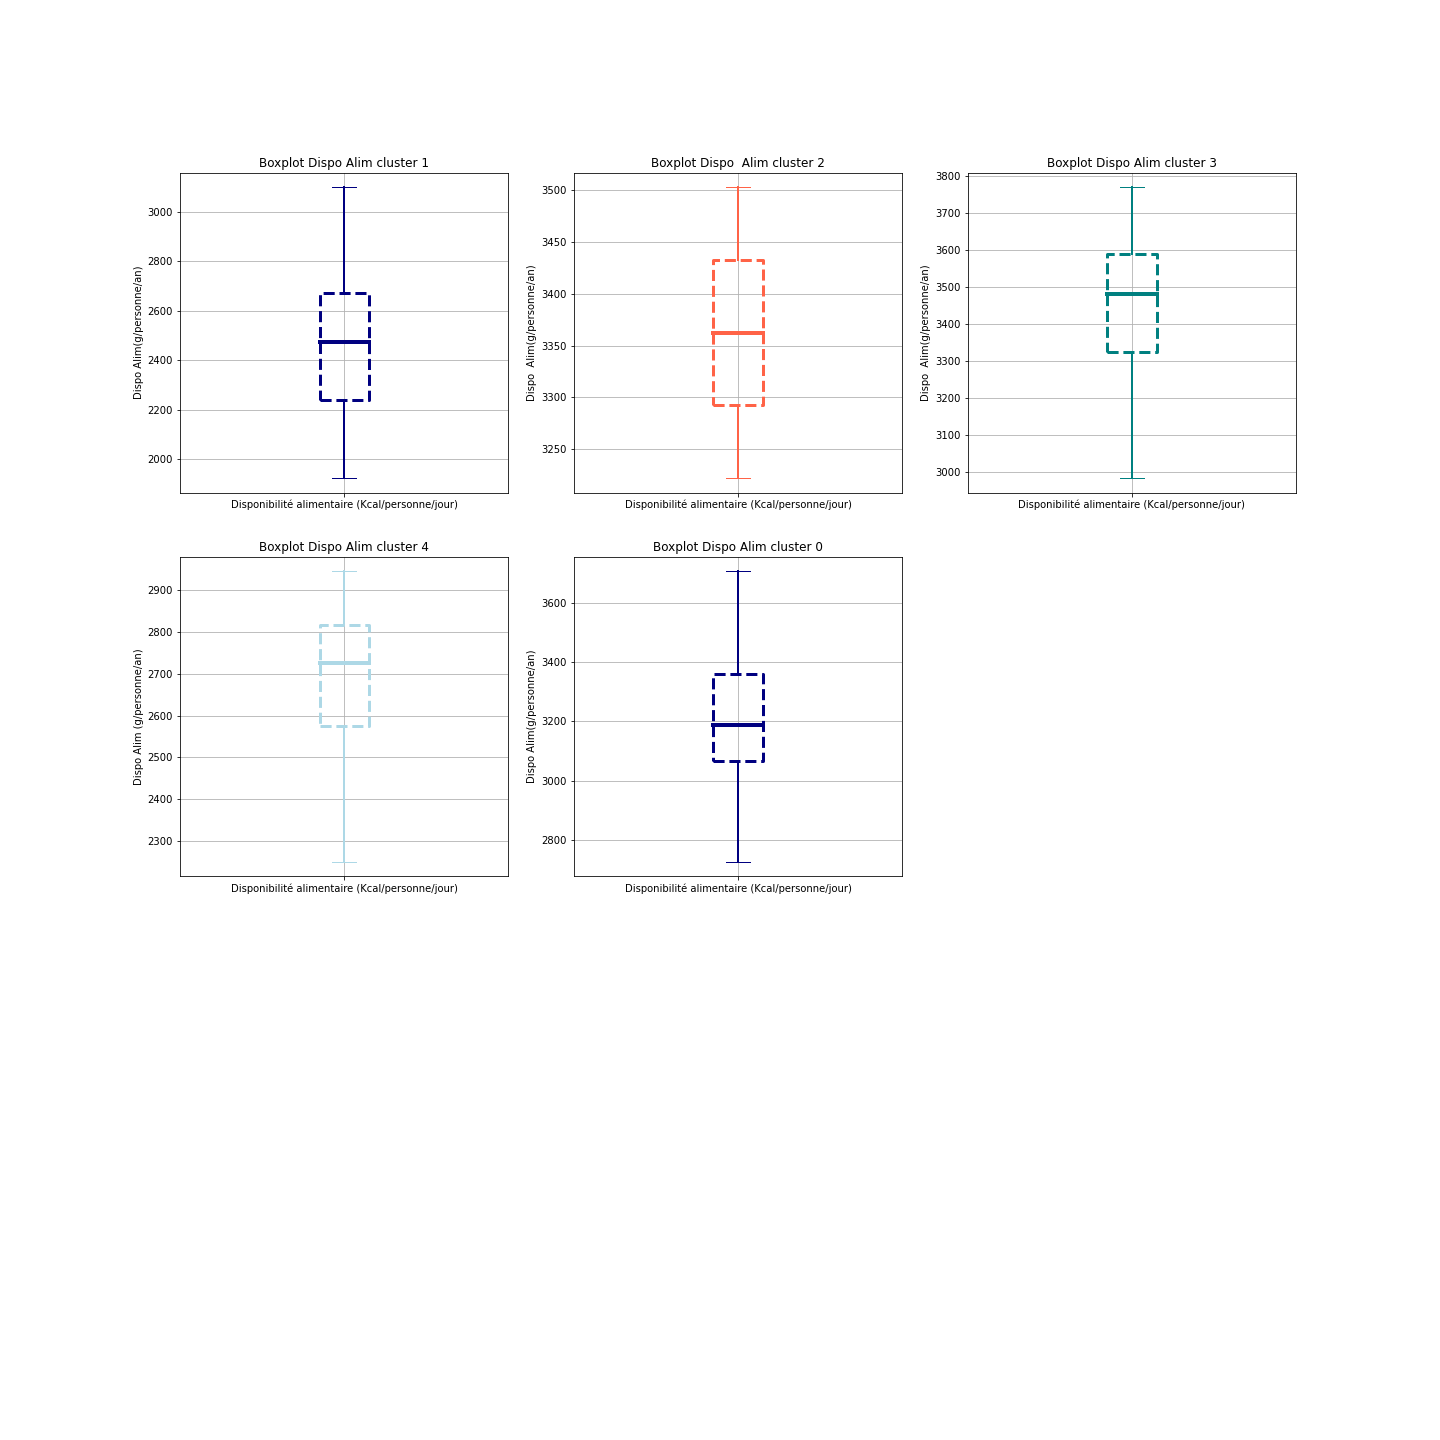 Boxplot Dispo Alim cluster 1
3000
2800
2600
2400
2200
2000
Dispo Alim(g/personne/an)
Disponibilité alimentaire (Kcal/personne/jour)
Boxplot Dispo  Alim cluster 2
3500
3450
3400
3350
3300
3250
Dispo  Alim(g/personne/an)
Disponibilité alimentaire (Kcal/personne/jour)
Boxplot Dispo Alim cluster 3
3800
3700
3600
3500
3400
3300
3200
3100
3000
Dispo  Alim(g/personne/an)
Disponibilité alimentaire (Kcal/personne/jour)
Boxplot Dispo Alim cluster 4
2900
2800
2700
2600
2500
2400
2300
Dispo Alim (g/personne/an)
Disponibilité alimentaire (Kcal/personne/jour)
Boxplot Dispo Alim cluster 0
3600
3400
3200
3000
2800
Dispo Alim(g/personne/an)
Disponibilité alimentaire (Kcal/personne/jour)